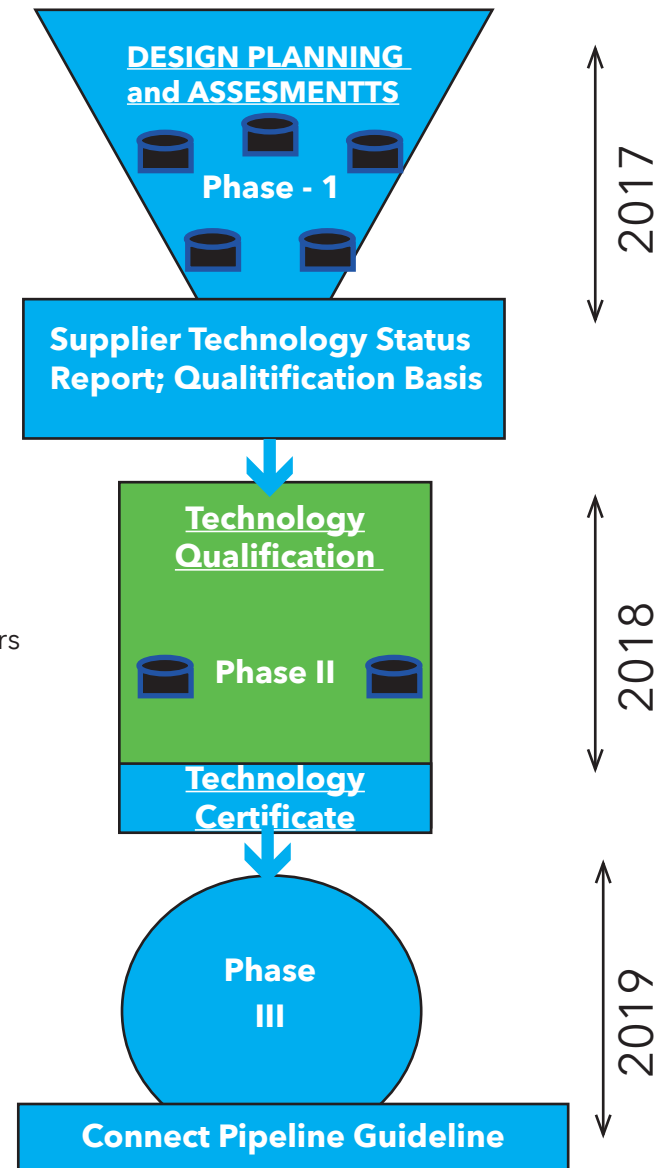 DESIGN PLANNING
and ASSESMENTTS
Phase - 1
2017
Supplier Technology Status
Report; Qualitification Basis
Technology
Qualification
2018
rs
Phase II
Technology
Certificate
Phase
III
2019
Connect Pipeline Guideline